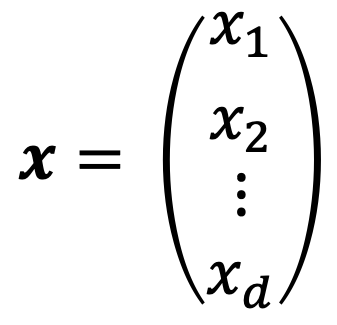 x₁
x₂
𝒙 = ⋮
x_d